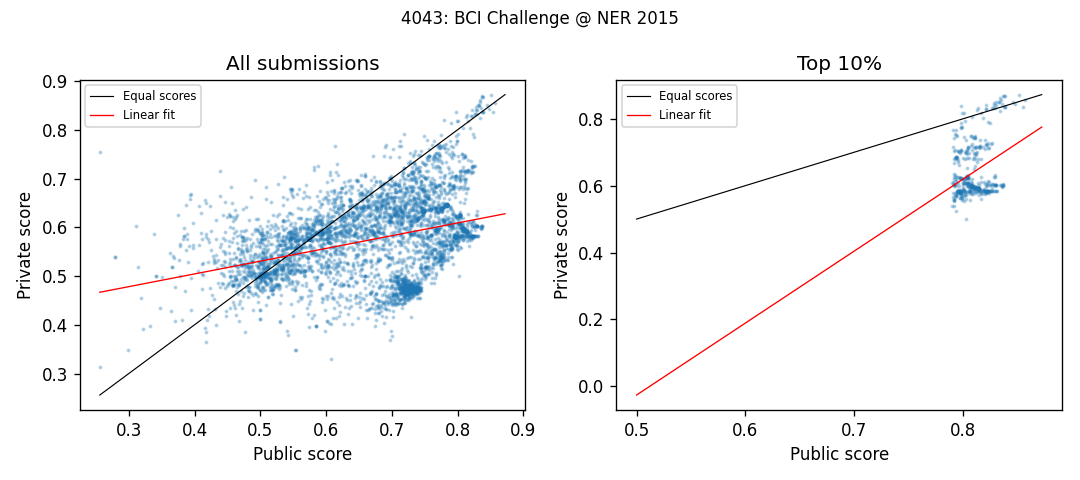 4043: BCI Challenge @ NER 2015
All submissions
Equal scores
Linear fit
0.9
0.8
0.7
0.6
0.5
0.4
0.3
Private score
0.3 0.4 0.5 0.6 0.7 0.8 0.9
Public score
Top 10%
Equal scores
Linear fit
0.8
0.6
0.4
0.2
0.0
Private score
0.5 0.6 0.7 0.8
Public score